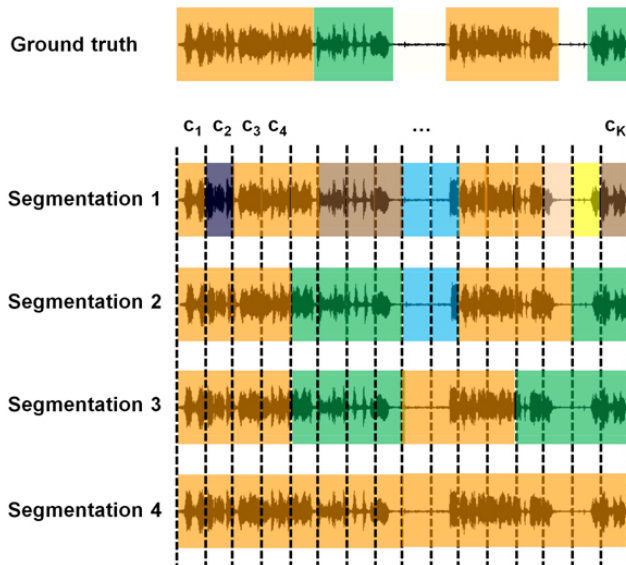 Ground truth
c₁ c₂ c₃ c₄ ... cK
Segmentation 1
Segmentation 2
Segmentation 3
Segmentation 4